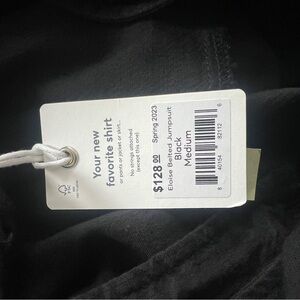 Your new
favorite shirt
or pants or jacket or skirt...
No strings attached
(except this one)
$128.00
Spring 2023
Eloise Belted Jumpsuit
Black
Medium